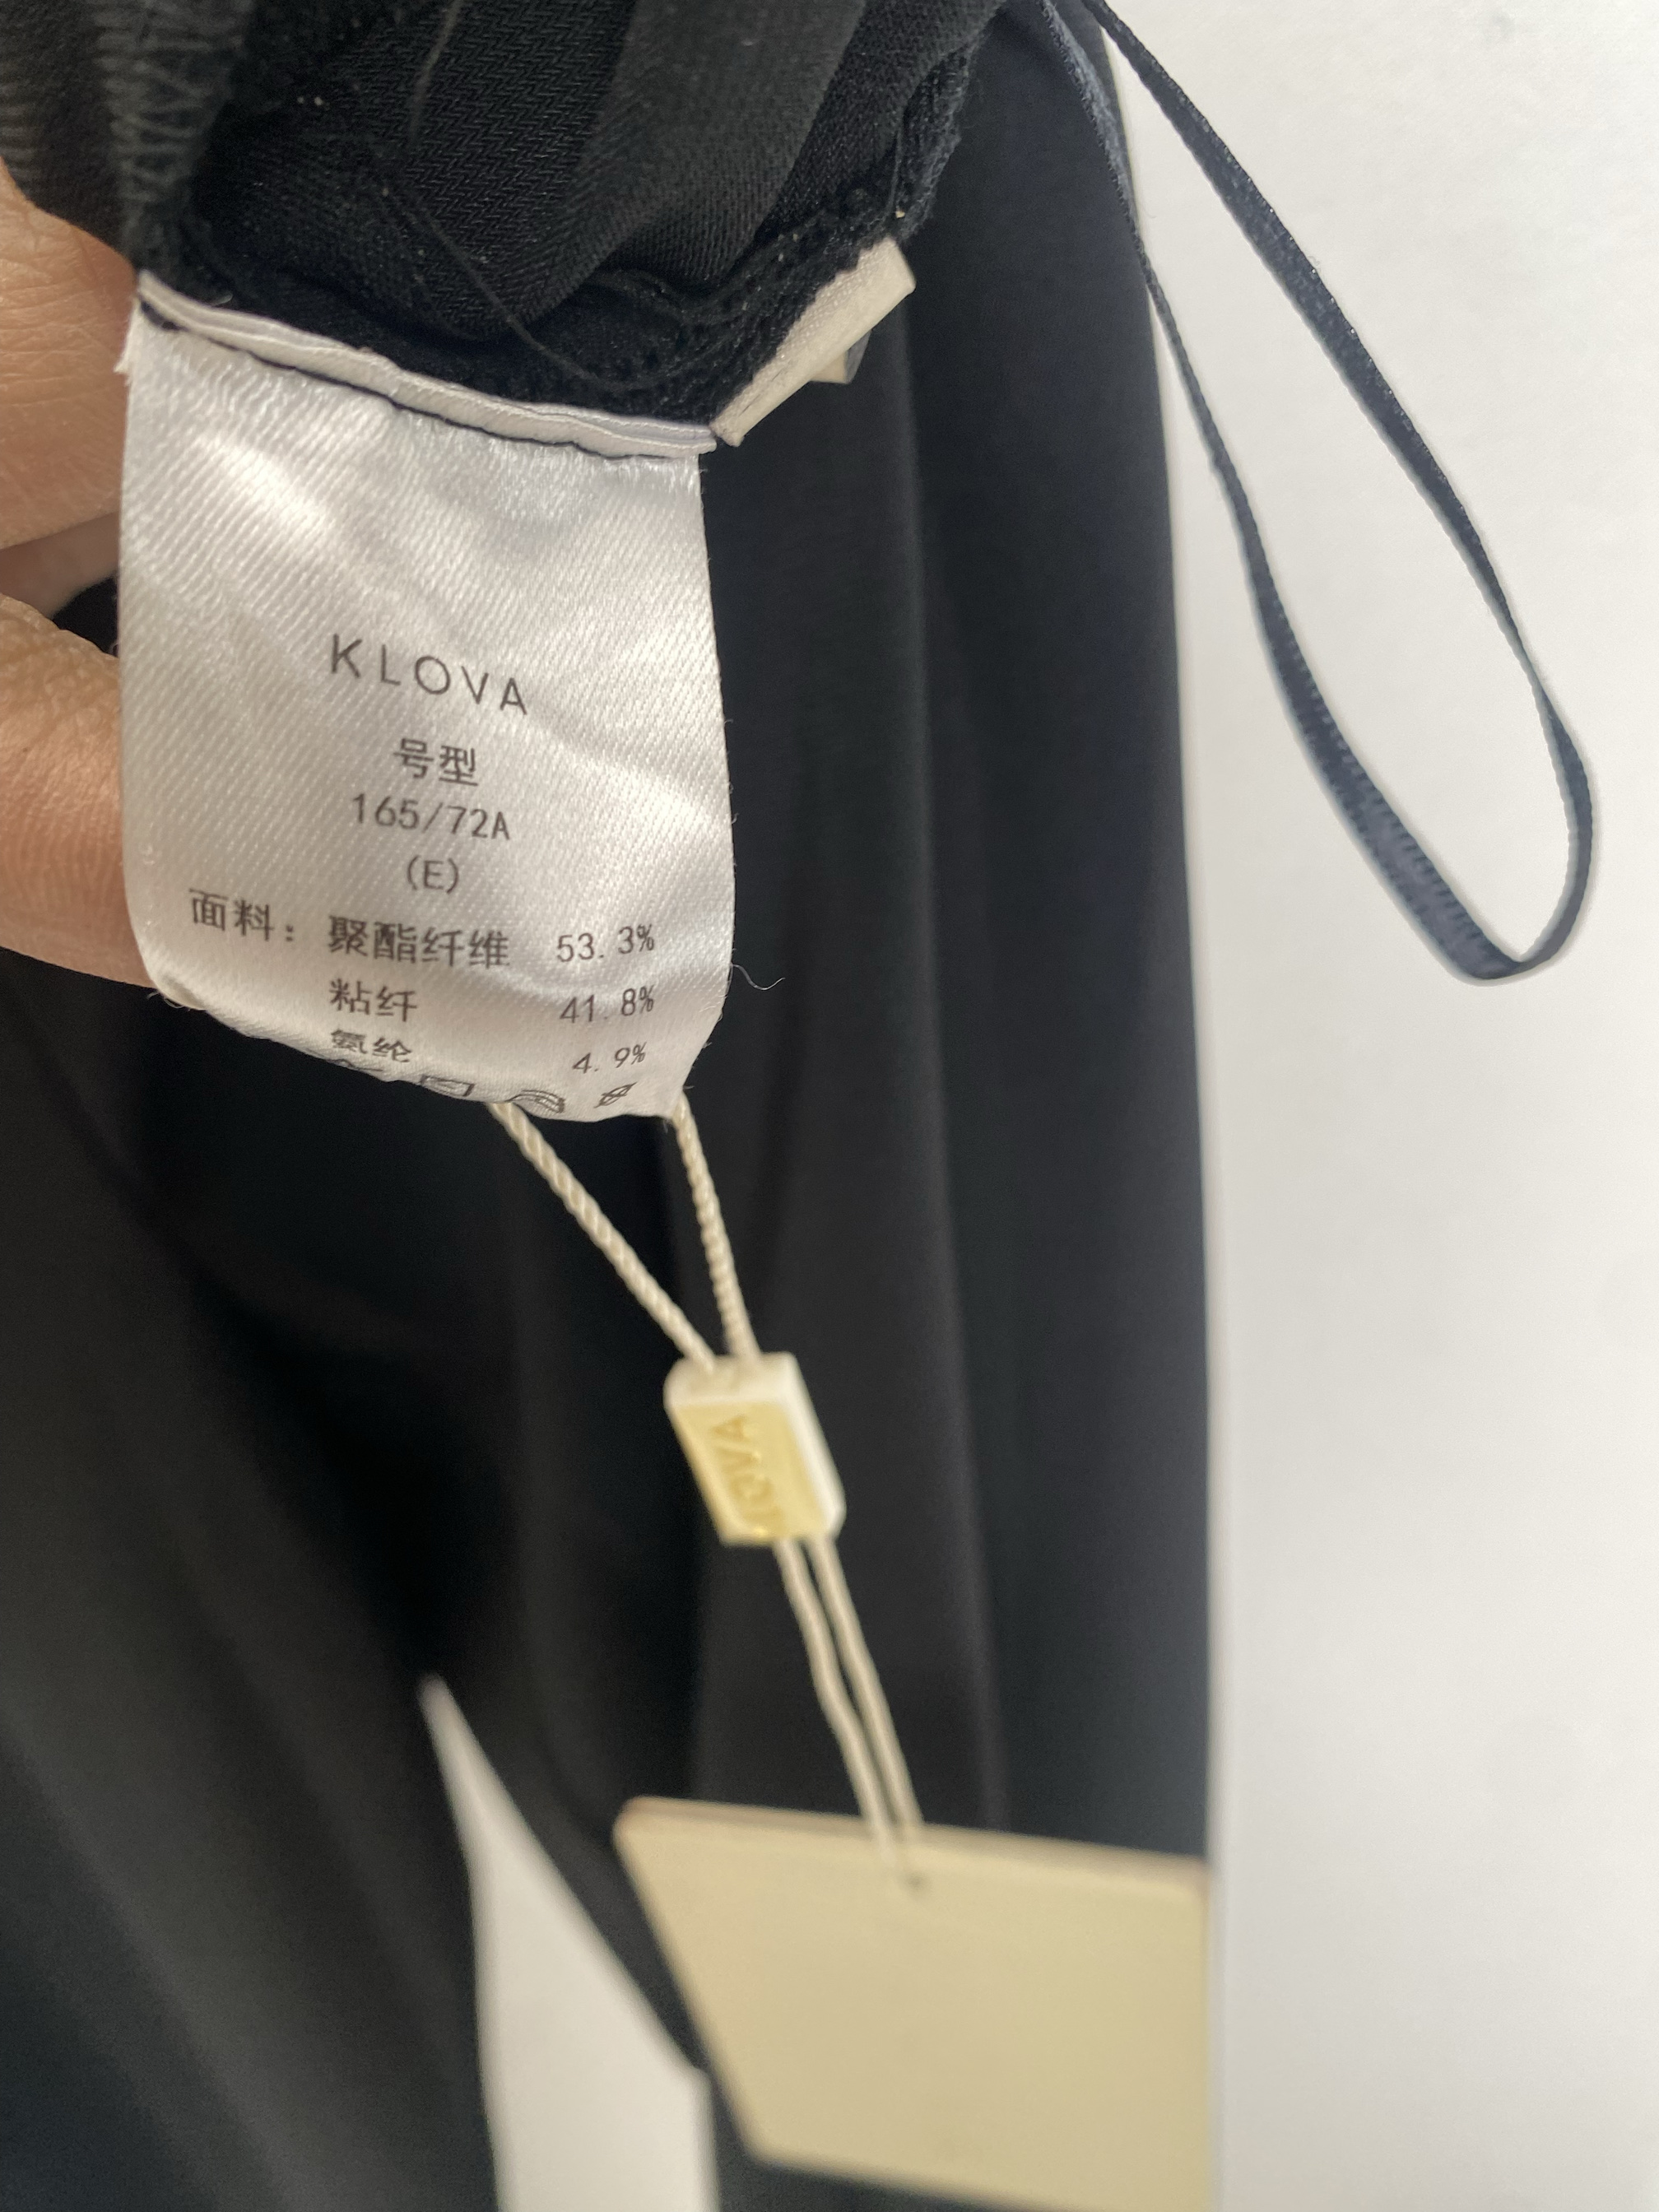 KLOVA
号型
165/72A
(E)
面料：聚酯纤维 53.3%
粘纤 41.8%
氨纶 4.9%
KLOVA